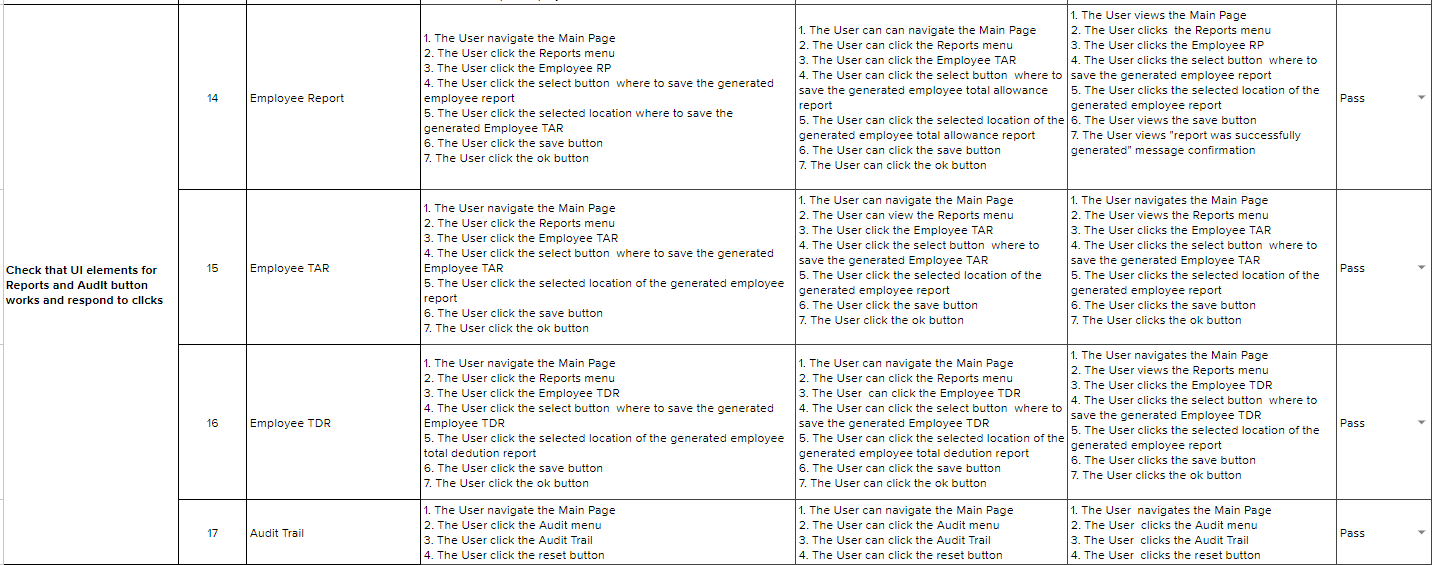 Check that UI elements for
Reports and Audit button
works and respond to clicks
14
Employee Report
1. The User navigate the Main Page
2. The User click the Reports menu
3. The User click the Employee RP
4. The User click the select button  where to save the generated
employee report
5. The User click the selected location where to save the
generated Employee TAR
6. The User click the save button
7. The User click the ok button
1. The User can can navigate the Main Page
2. The User can click the Reports menu
3. The User can click the Employee TAR
4. The User can click the select button  where to
save the generated employee total allowance
report
5. The User can click the selected location of the
generated employee total allowance report
6. The User can click the save button
7. The User can click the ok button
1. The User views the Main Page
2. The User clicks  the Reports menu
3. The User clicks the Employee RP
4. The User clicks the select button  where to
save the generated employee report
5. The User clicks the selected location of the
generated employee report
6. The User views the save button
7. The User views "report was successfully
generated" message confirmation
Pass
15
Employee TAR
1. The User navigate the Main Page
2. The User click the Reports menu
3. The User click the Employee TAR
4. The User click the select button  where to save the generated
Employee TAR
5. The User click the selected location of the generated employee
report
6. The User click the save button
7. The User click the ok button
1. The User can navigate the Main Page
2. The User can view the Reports menu
3. The User click the Employee TAR
4. The User click the select button  where to
save the generated Employee TAR
5. The User click the selected location of the
generated employee report
6. The User click the save button
7. The User click the ok button
1. The User navigates the Main Page
2. The User views the Reports menu
3. The User clicks the Employee TAR
4. The User clicks the select button  where to
save the generated Employee TAR
5. The User clicks the selected location of the
generated employee report
6. The User clicks the save button
7. The User clicks the ok button
Pass
16
Employee TDR
1. The User navigate the Main Page
2. The User click the Reports menu
3. The User click the Employee TDR
4. The User click the select button  where to save the generated
Employee TDR
5. The User click the selected location of the generated employee
total dedution report
6. The User click the save button
7. The User click the ok button
1. The User can navigate the Main Page
2. The User can click the Reports menu
3. The User  can click the Employee TDR
4. The User can click the select button  where to
save the generated Employee TDR
5. The User can click the selected location of the
generated employee total dedution report
6. The User can click the save button
7. The User can click the ok button
1. The User navigates the Main Page
2. The User views the Reports menu
3. The User clicks the Employee TDR
4. The User clicks the select button  where to
save the generated Employee TDR
5. The User clicks the selected location of the
generated employee report
6. The User clicks the save button
7. The User clicks the ok button
Pass
17
Audit Trail
1. The User navigate the Main Page
2. The User click the Audit menu
3. The User click the Audit Trail
4. The User click the reset button
1. The User can navigate the Main Page
2. The User can click the Audit menu
3. The User can click the Audit Trail
4. The User can click the reset button
1. The User  navigates the Main Page
2. The User  clicks the Audit menu
3. The User  clicks the Audit Trail
4. The User  clicks the reset button
Pass